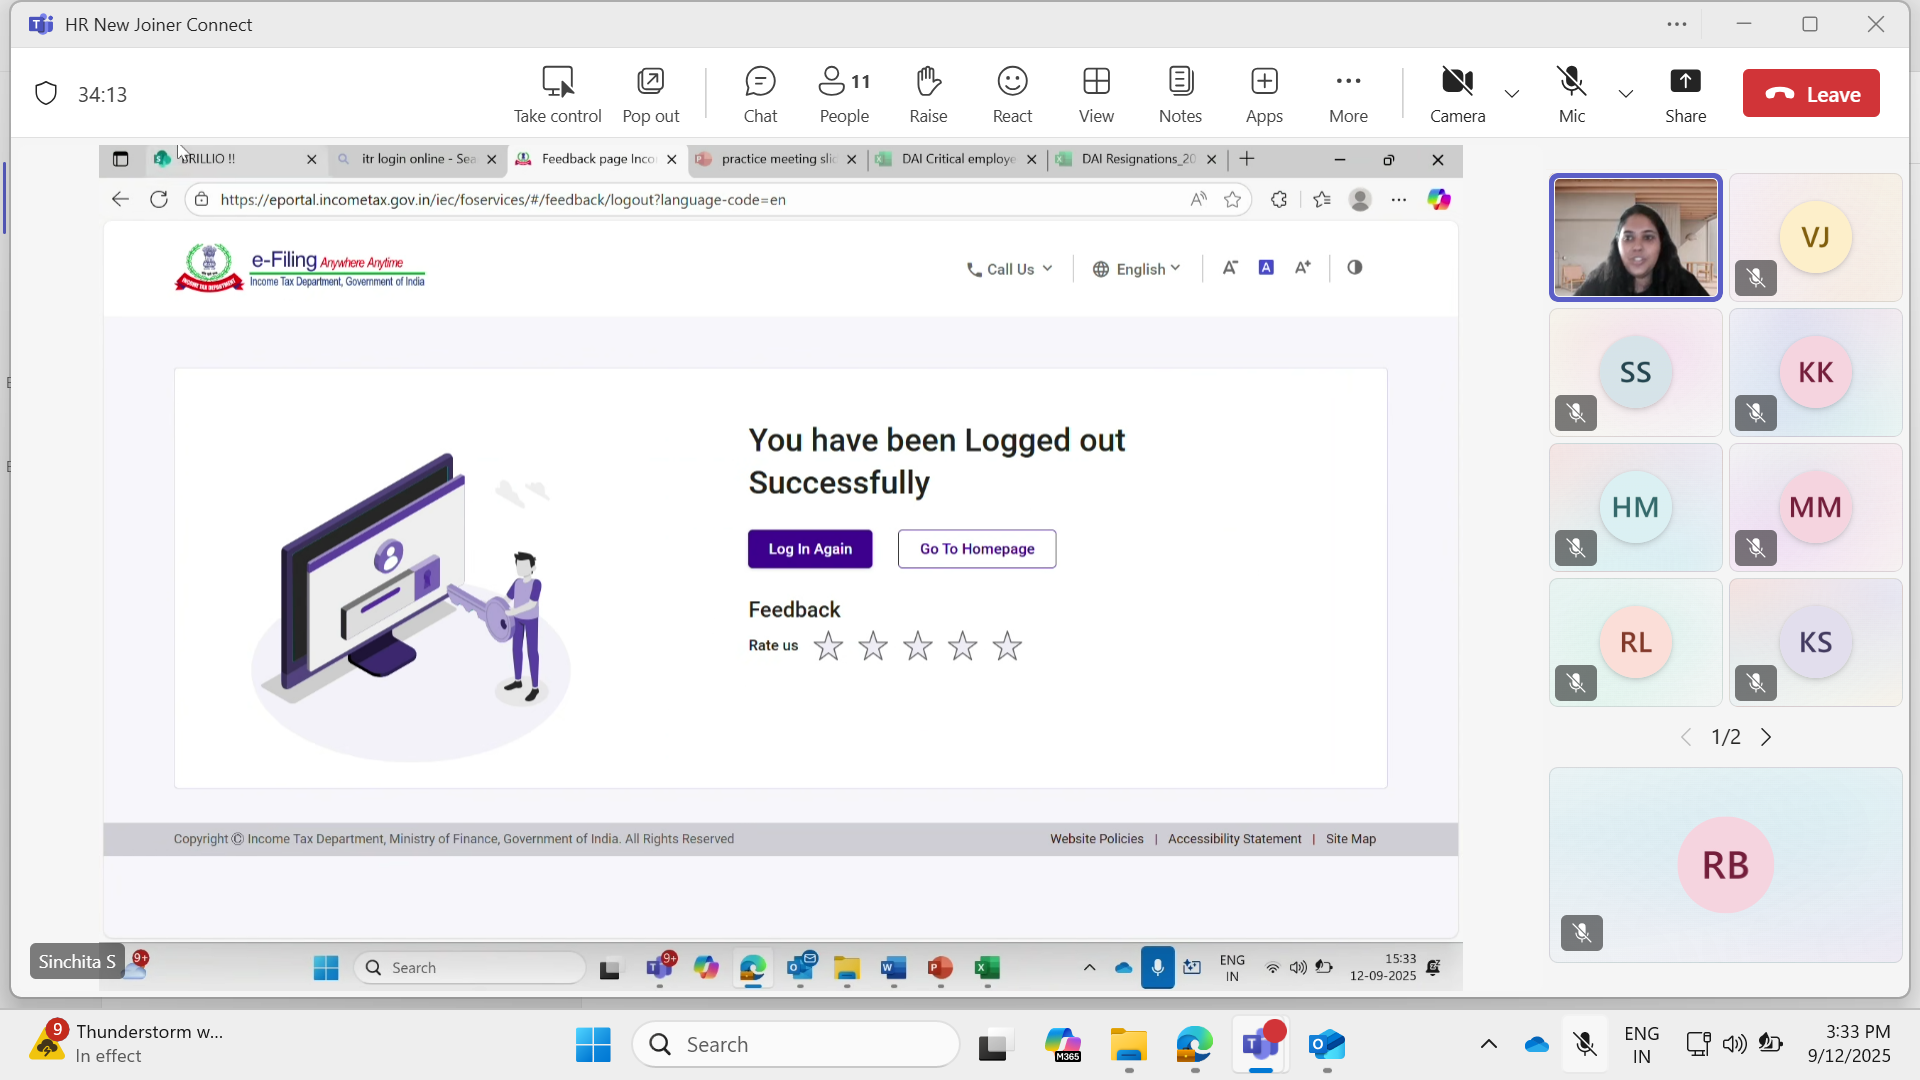 HR New Joiner Connect
34:13
Take control
Pop out
Chat
11
People
Raise
React
View
Notes
Apps
More
Camera
Mic
Share
Leave
BRILLIO !!
itr login online - Sea
Feedback page Inco
practice meeting slid
DAI Critical employe
DAI Resignations_20
https://eportal.incometax.gov.in/iec/foservices/#/feedback/logout?language-code=en
e-Filing Anywhere Anytime
Income Tax Department, Government of India
INCOME TAX DEPARTMENT
Call Us
English
A-
A
A+
You have been Logged out
Successfully
Log In Again
Go To Homepage
Feedback
Rate us
Copyright © Income Tax Department, Ministry of Finance, Government of India. All Rights Reserved
Website Policies | Accessibility Statement | Site Map
VJ
SS
KK
HM
MM
RL
KS
1/2
RB
Sinchita S
9+
Search
9+
ENG
IN
15:33
12-09-2025
9
Thunderstorm w...
In effect
Search
M365
ENG
IN
3:33 PM
9/12/2025